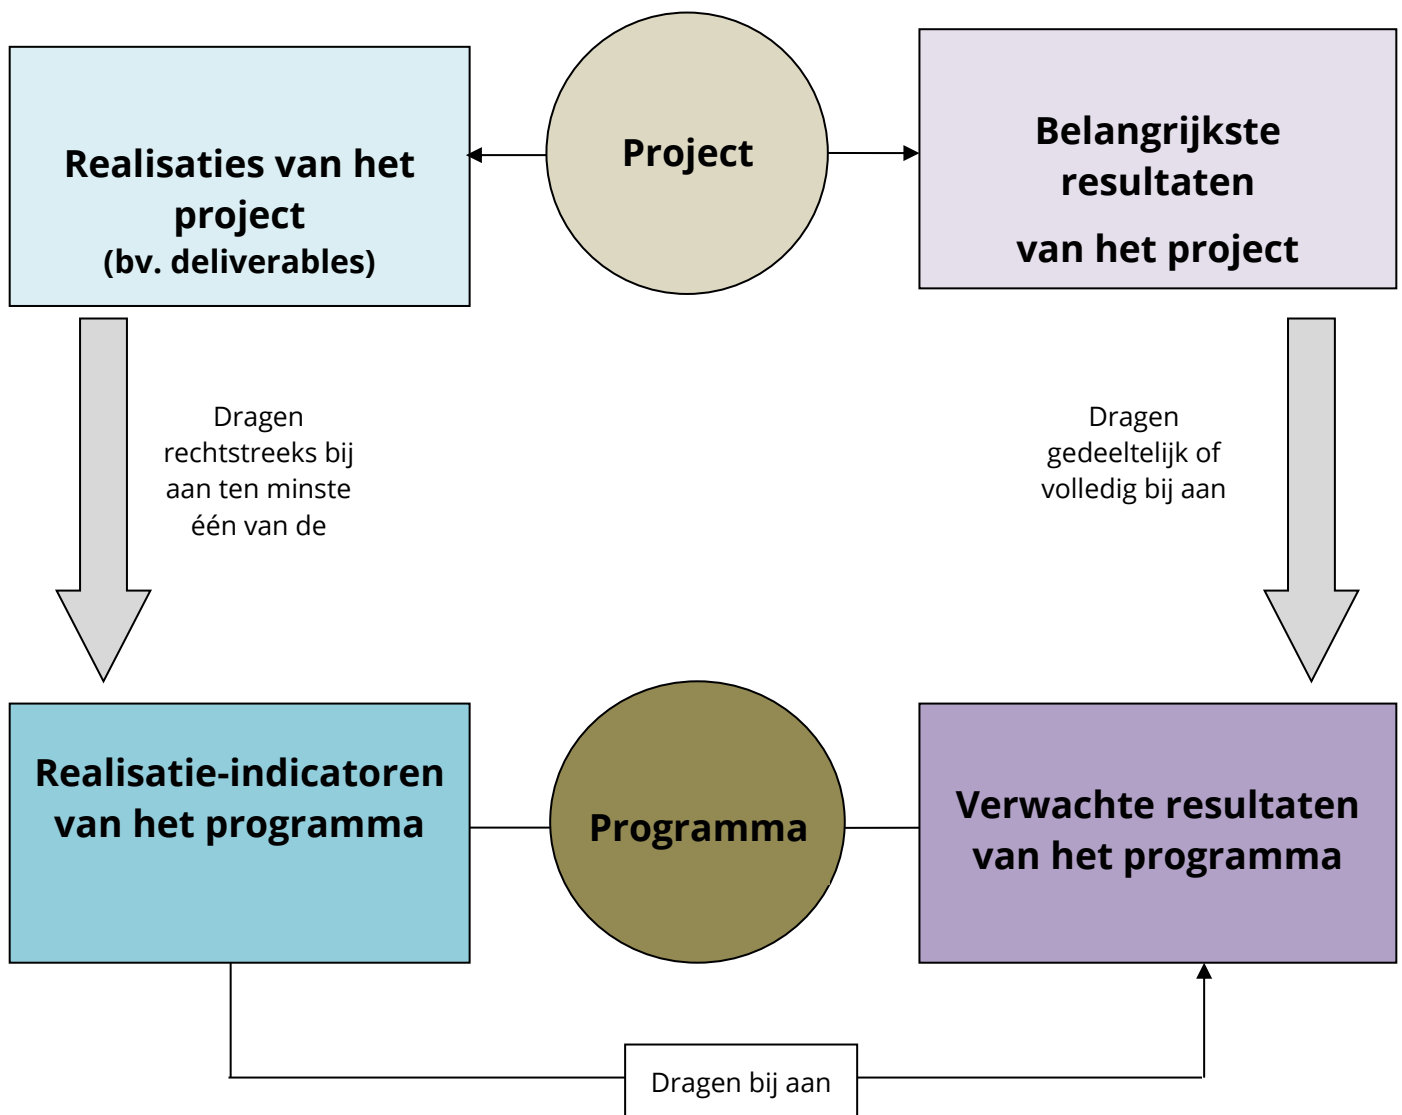 Realisaties van het
project
(bv. deliverables)
Project
Belangrijkste
resultaten
van het project
Dragen
rechtstreeks bij
aan ten minste
één van de
Dragen
gedeeltelijk of
volledig bij aan
Realisatie-indicatoren
van het programma
Programma
Verwachte resultaten
van het programma
Dragen bij aan